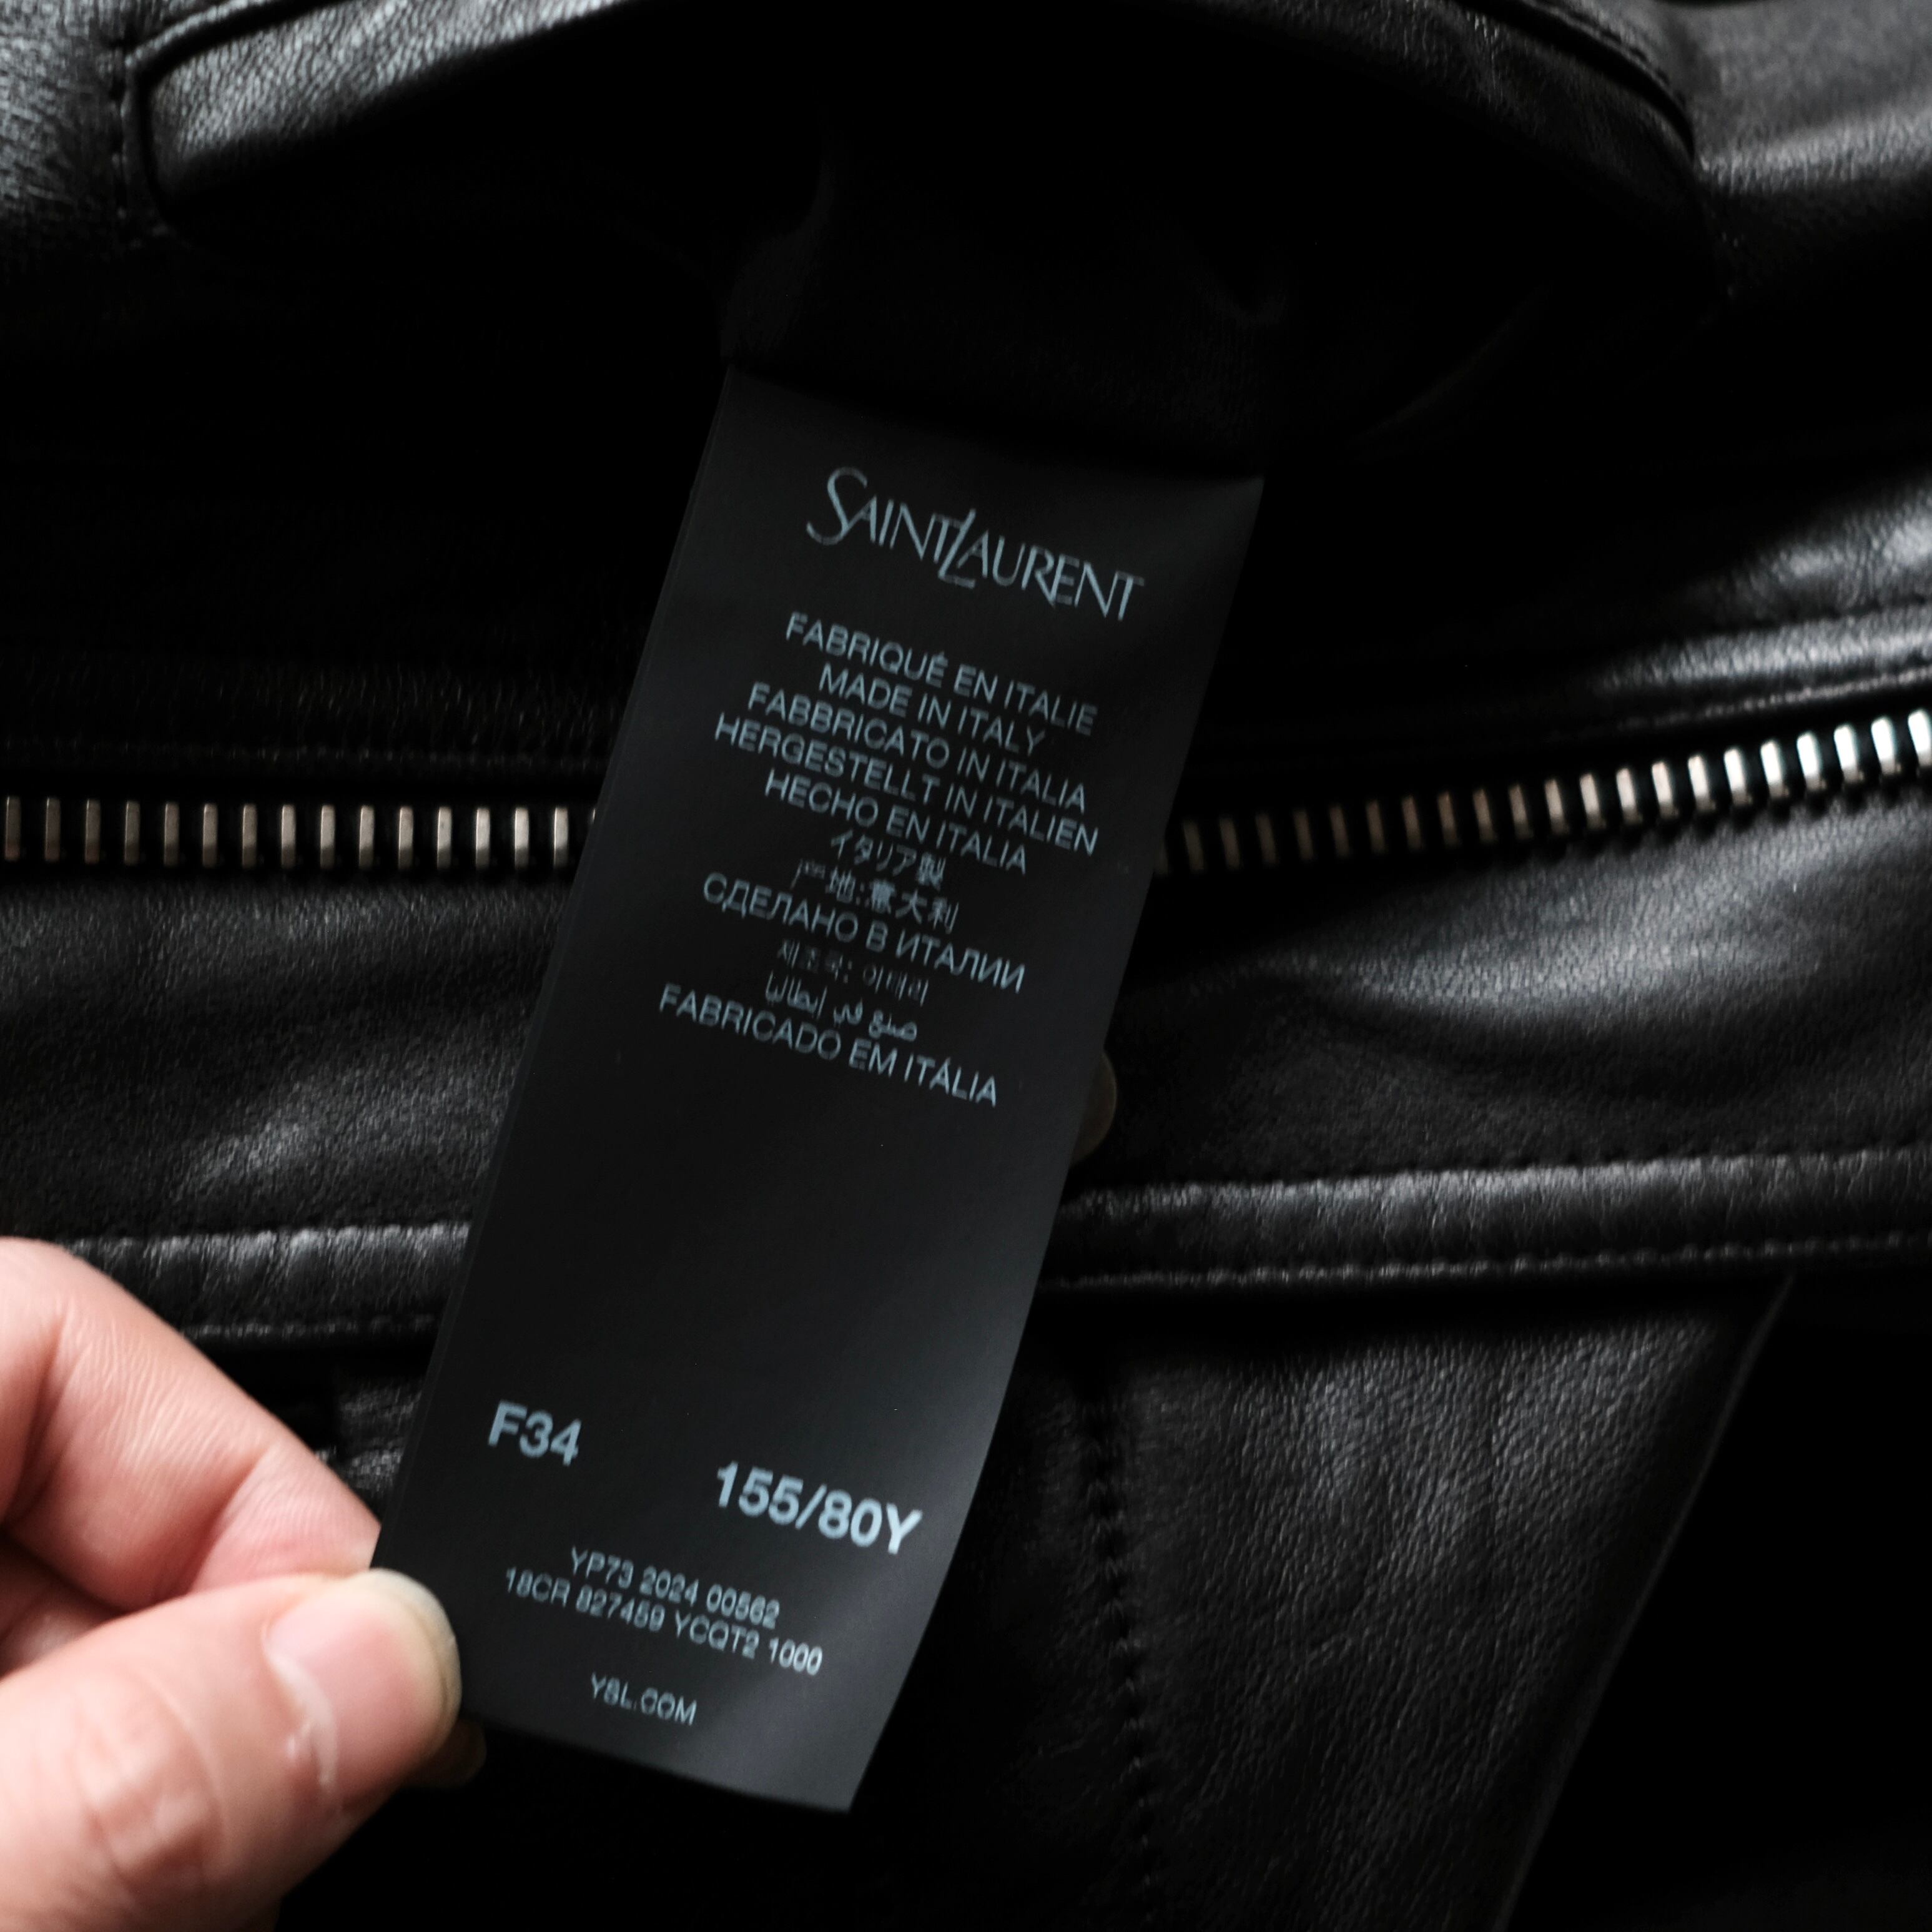 SAINT LAURENT
FABRIQUÉ EN ITALIE
MADE IN ITALY
FABBRICATO IN ITALIA
HERGESTELLT IN ITALIEN
HECHO EN ITALIA
イタリア製
产地:意大利
СДЕЛАНО В ИТАЛИИ
제조국: 이태리
صنع في إيطاليا
FABRICADO EM ITÁLIA
F34 155/80Y
YP73 2024 00562
18CR 827459 YCQT2 1000
YSL.COM